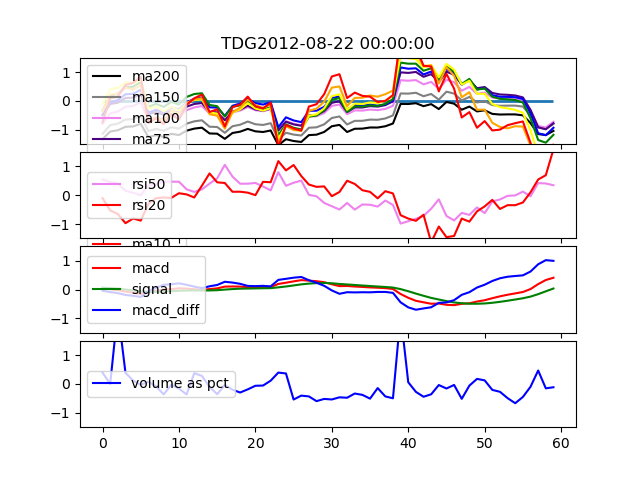 TDG2012-08-22 00:00:00
1
0
−1
ma200
ma150
ma100
ma75
1
0
−1
rsi50
rsi20
ma10
1
0
−1
macd
signal
macd_diff
1
0
−1
volume as pct
0 10 20 30 40 50 60